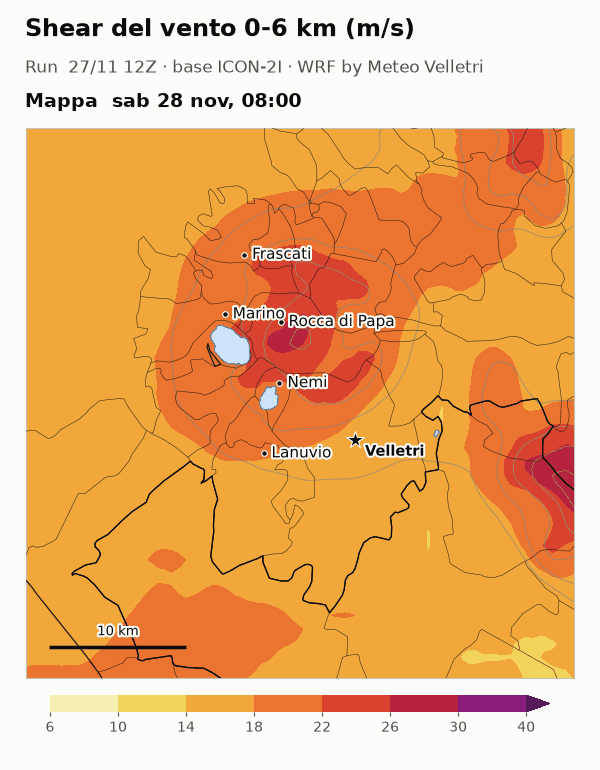 Shear del vento 0-6 km (m/s)
Run  27/11 12Z · base ICON-2I · WRF by Meteo Velletri
Mappa  sab 28 nov, 08:00
Frascati
Marino
Rocca di Papa
Nemi
Velletri
Lanuvio
10 km
6 10 14 18 22 26 30 40